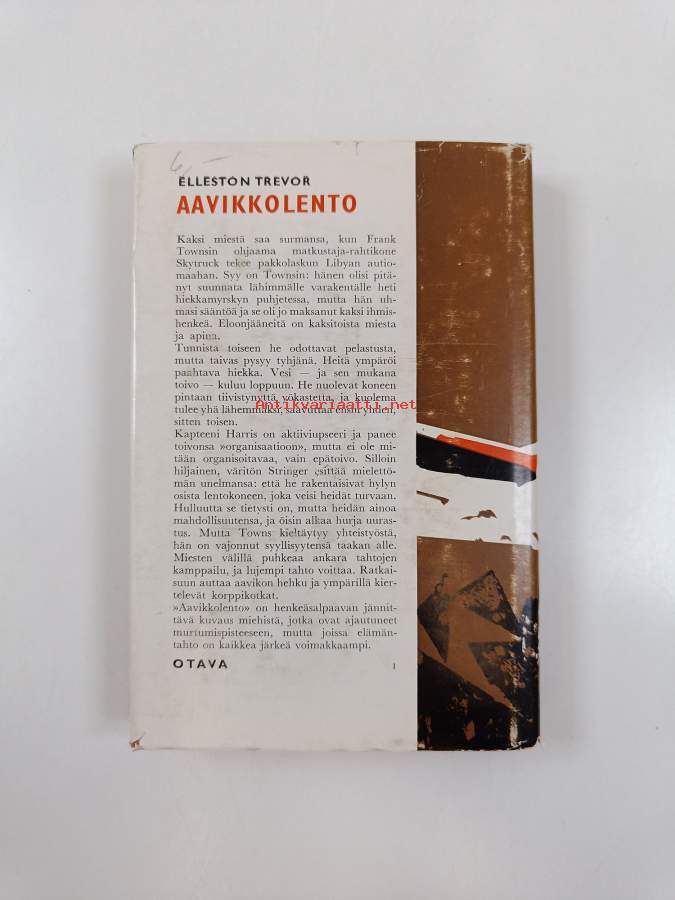 6,—
ELLESTON TREVOR
AAVIKKOLENTO
Kaksi miestä saa surmansa, kun Frank
Townsin ohjaama matkustaja-rahtikone
Skytruck tekee pakkolaskun Libyan autio-
maahan. Syy on Townsin: hänen olisi pitä-
nyt suunnata lähimmälle varakentälle heti
hiekkamyrskyn puhjetessa, mutta hän uh-
masi sääntöä ja se oli jo maksanut kaksi ihmis-
henkeä. Eloonjääneitä on kaksitoista miesta
ja apina.
Tunnista toiseen he odottavat pelastusta,
mutta taivas pysyy tyhjänä. Heitä ympäröi
paahtava hiekka. Vesi — ja sen mukana
toivo — kuluu loppuun. He nuolevat koneen
pintaan tiivistynyttä yökastetta, ja kuolema
tulee yhä lähemmäksi, saavuttaa ensin yhden,
sitten toisen.
Antikvariaatti.net
Kapteeni Harris on aktiiviupseeri ja panee
toivonsa »organisaatioon», mutta ei ole mi-
tään organisoitavaa, vain epätoivo. Silloin
hiljainen, väritön Stringer esittää mielettö-
män unelmansa: että he rakentaisivat hylyn
osista lentokoneen, joka veisi heidät turvaan.
Hulluutta se tietysti on, mutta heidän ainoa
mahdollisuutensa, ja öisin alkaa hurja uuras-
tus. Mutta Towns kieltäytyy yhteistyöstä,
hän on vajonnut syyllisyytensä taakan alle.
Miesten välillä puhkeaa ankara tahtojen
kamppailu, ja lujempi tahto voittaa. Ratkai-
suun auttaa aavikon hehku ja ympärillä kier-
televät korppikotkat.
»Aavikkolento» on henkeäsalpaavan jännit-
tävä kuvaus miehistä, jotka ovat ajautuneet
murtumispisteeseen, mutta joissa elämän-
tahto on kaikkea järkeä voimakkaampi.
OTAVA 1